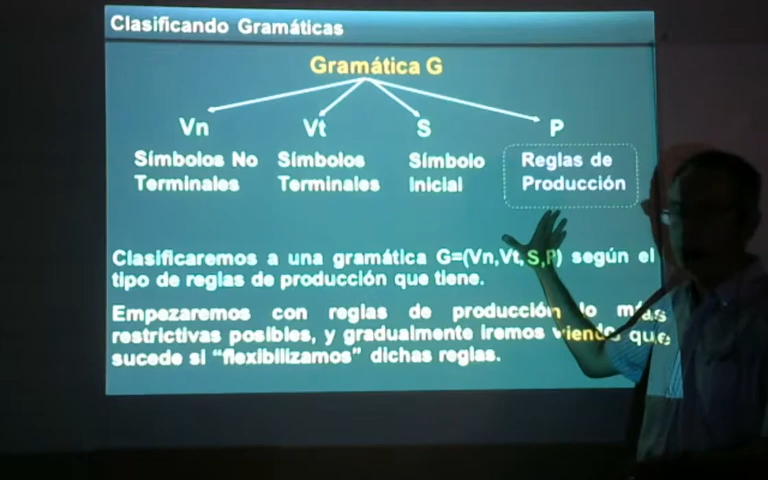 Clasificando Gramáticas
Gramática G
Vn Vt S P
Símbolos No Símbolos Símbolo Reglas de
Terminales Terminales Inicial Producción
Clasificaremos a una gramática G=(Vn,Vt,S,P) según el
tipo de reglas de producción que tiene.
Empezaremos con reglas de producción lo más
restrictivas posibles, y gradualmente iremos viendo que
sucede si "flexibilizamos" dichas reglas.